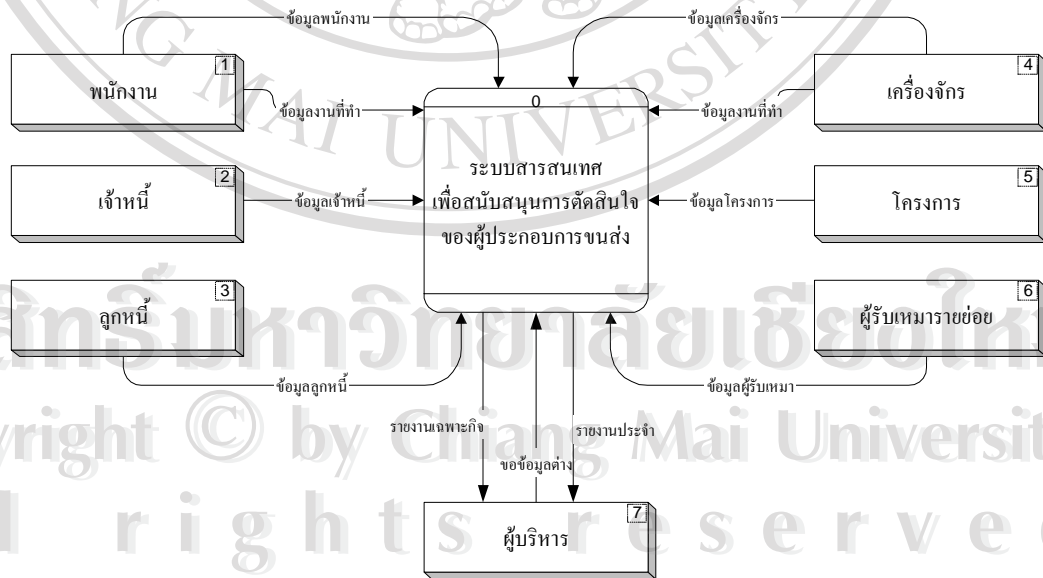 ข้อมูลพนักงาน
ข้อมูลเครื่องจักร
1
พนักงาน
4
เครื่องจักร
ข้อมูลงานที่ทำ
0
ข้อมูลงานที่ทำ
MAI UNIVERSITY
G MAI UNIVERSIT
ระบบสารสนเทศ
เพื่อสนับสนุนการตัดสินใจ
ของผู้ประกอบการขนส่ง
2
เจ้าหนี้
ข้อมูลเจ้าหนี้
ข้อมูลโครงการ
5
โครงการ
3
ลูกหนี้
6
ผู้รับเหมารายย่อย
สิทธิ์มหาวิทยาลัยเชียงให
ข้อมูลลูกหนี้
ข้อมูลผู้รับเหมา
รายงานเฉพาะกิจ
รายงานประจำ
yright © by Chiang Mai Universit
ขอข้อมูลต่าง
7
ผู้บริหาร
l rights reserve